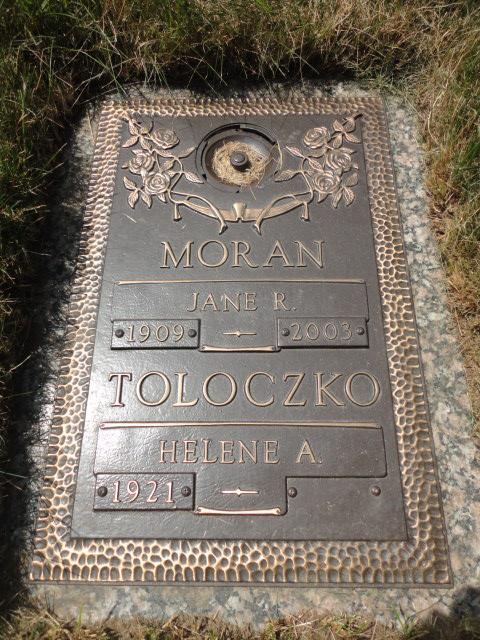 MORAN
JANE R.
1909 - 2003
TOLOCZKO
HELENE A.
1921 -